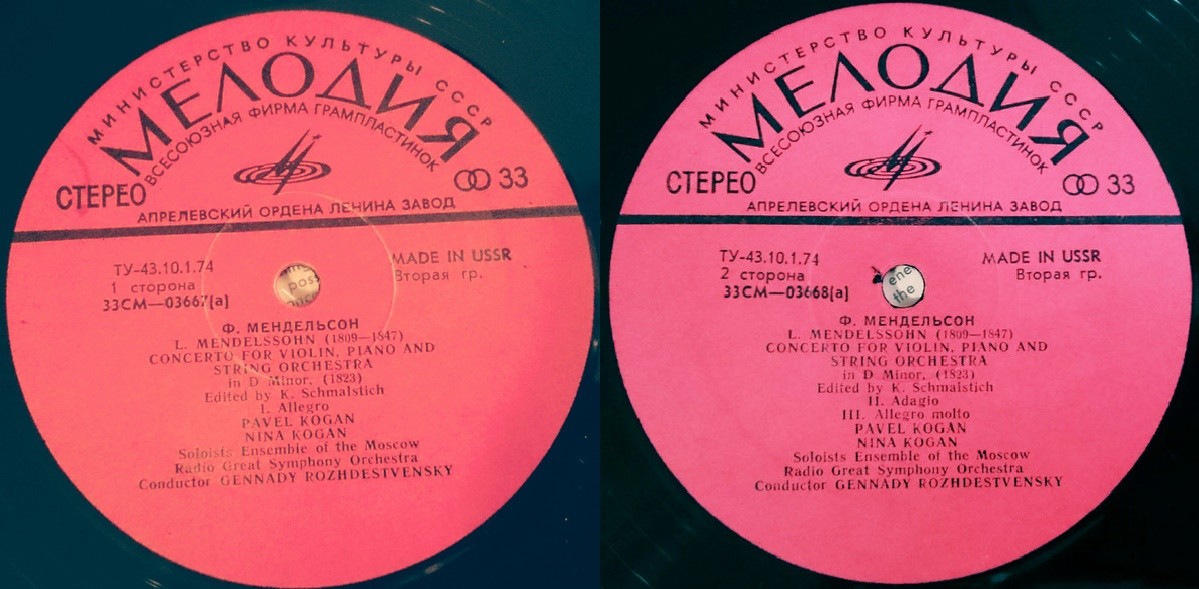 МИНИСТЕРСТВО КУЛЬТУРЫ СССР
МЕЛОДИЯ
ВСЕСОЮЗНАЯ ФИРМА ГРАМПЛАСТИНОК
СТЕРЕО
33
АПРЕЛЕВСКИЙ ОРДЕНА ЛЕНИНА ЗАВОД
ТУ-43.10.1.74
MADE IN USSR
1 сторона
Вторая гр.
33СМ—03667(а)
poss
Ф. МЕНДЕЛЬСОН
L. MENDELSSOHN (1809—1847)
CONCERTO FOR VIOLIN, PIANO AND
STRING ORCHESTRA
in D Minor, (1823)
Edited by K. Schmalstich
I. Allegro
PAVEL KOGAN
NINA KOGAN
Soloists Ensemble of the Moscow
Radio Great Symphony Orchestra
Conductor GENNADY ROZHDESTVENSKY
МИНИСТЕРСТВО КУЛЬТУРЫ СССР
МЕЛОДИЯ
ВСЕСОЮЗНАЯ ФИРМА ГРАМПЛАСТИНОК
СТЕРЕО
33
АПРЕЛЕВСКИЙ ОРДЕНА ЛЕНИНА ЗАВОД
ТУ-43.10.1.74
MADE IN USSR
2 сторона
Вторая гр.
33СМ—03668(а)
ene
the
Ф. МЕНДЕЛЬСОН
L. MENDELSSOHN (1809—1847)
CONCERTO FOR VIOLIN, PIANO AND
STRING ORCHESTRA
in D Minor, (1823)
Edited by K. Schmalstich
II. Adagio
III. Allegro molto
PAVEL KOGAN
NINA KOGAN
Soloists Ensemble of the Moscow
Radio Great Symphony Orchestra
Conductor GENNADY ROZHDESTVENSKY